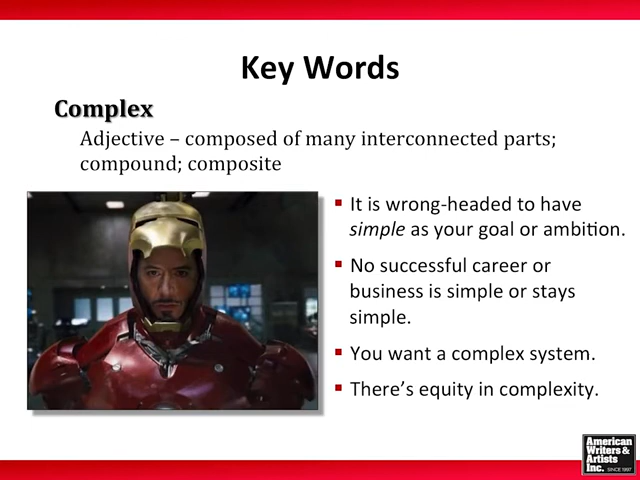 Key Words
Complex
Adjective – composed of many interconnected parts;
compound; composite
It is wrong-headed to have
simple as your goal or ambition.
No successful career or
business is simple or stays
simple.
You want a complex system.
There’s equity in complexity.
American
Writers &
Artists
Inc. SINCE 1997